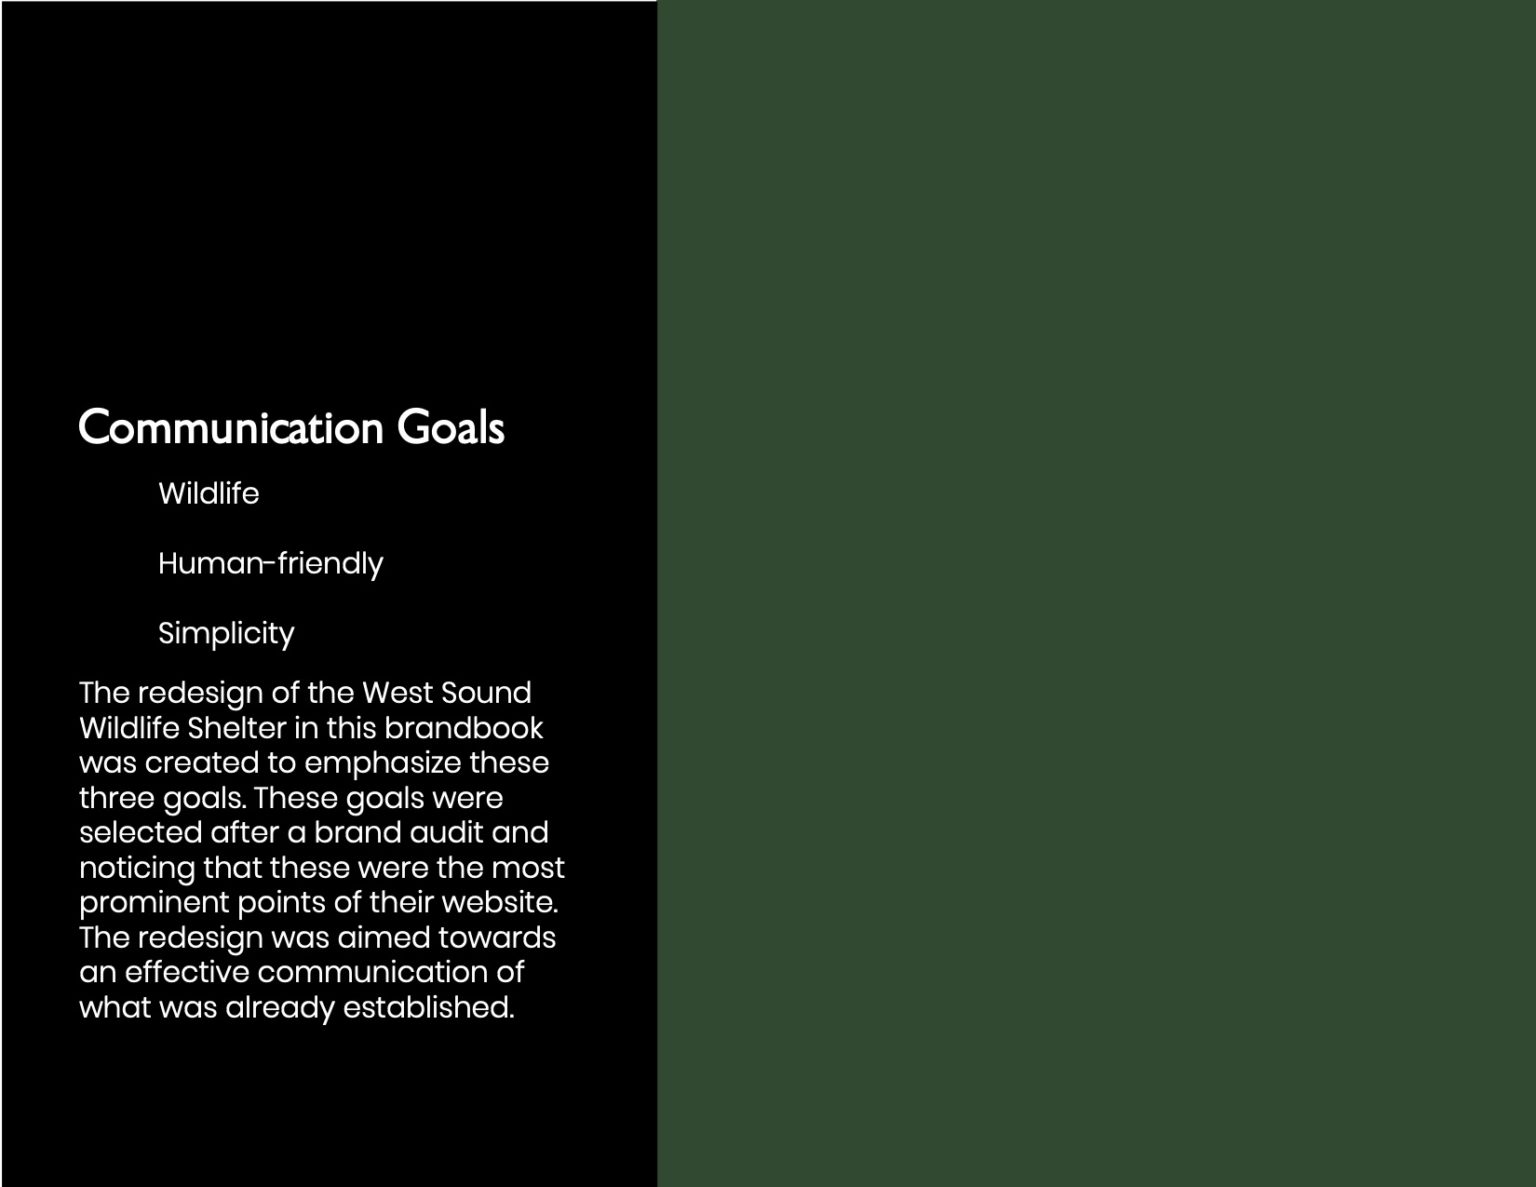 Communication Goals
Wildlife
Human-friendly
Simplicity
The redesign of the West Sound
Wildlife Shelter in this brandbook
was created to emphasize these
three goals. These goals were
selected after a brand audit and
noticing that these were the most
prominent points of their website.
The redesign was aimed towards
an effective communication of
what was already established.